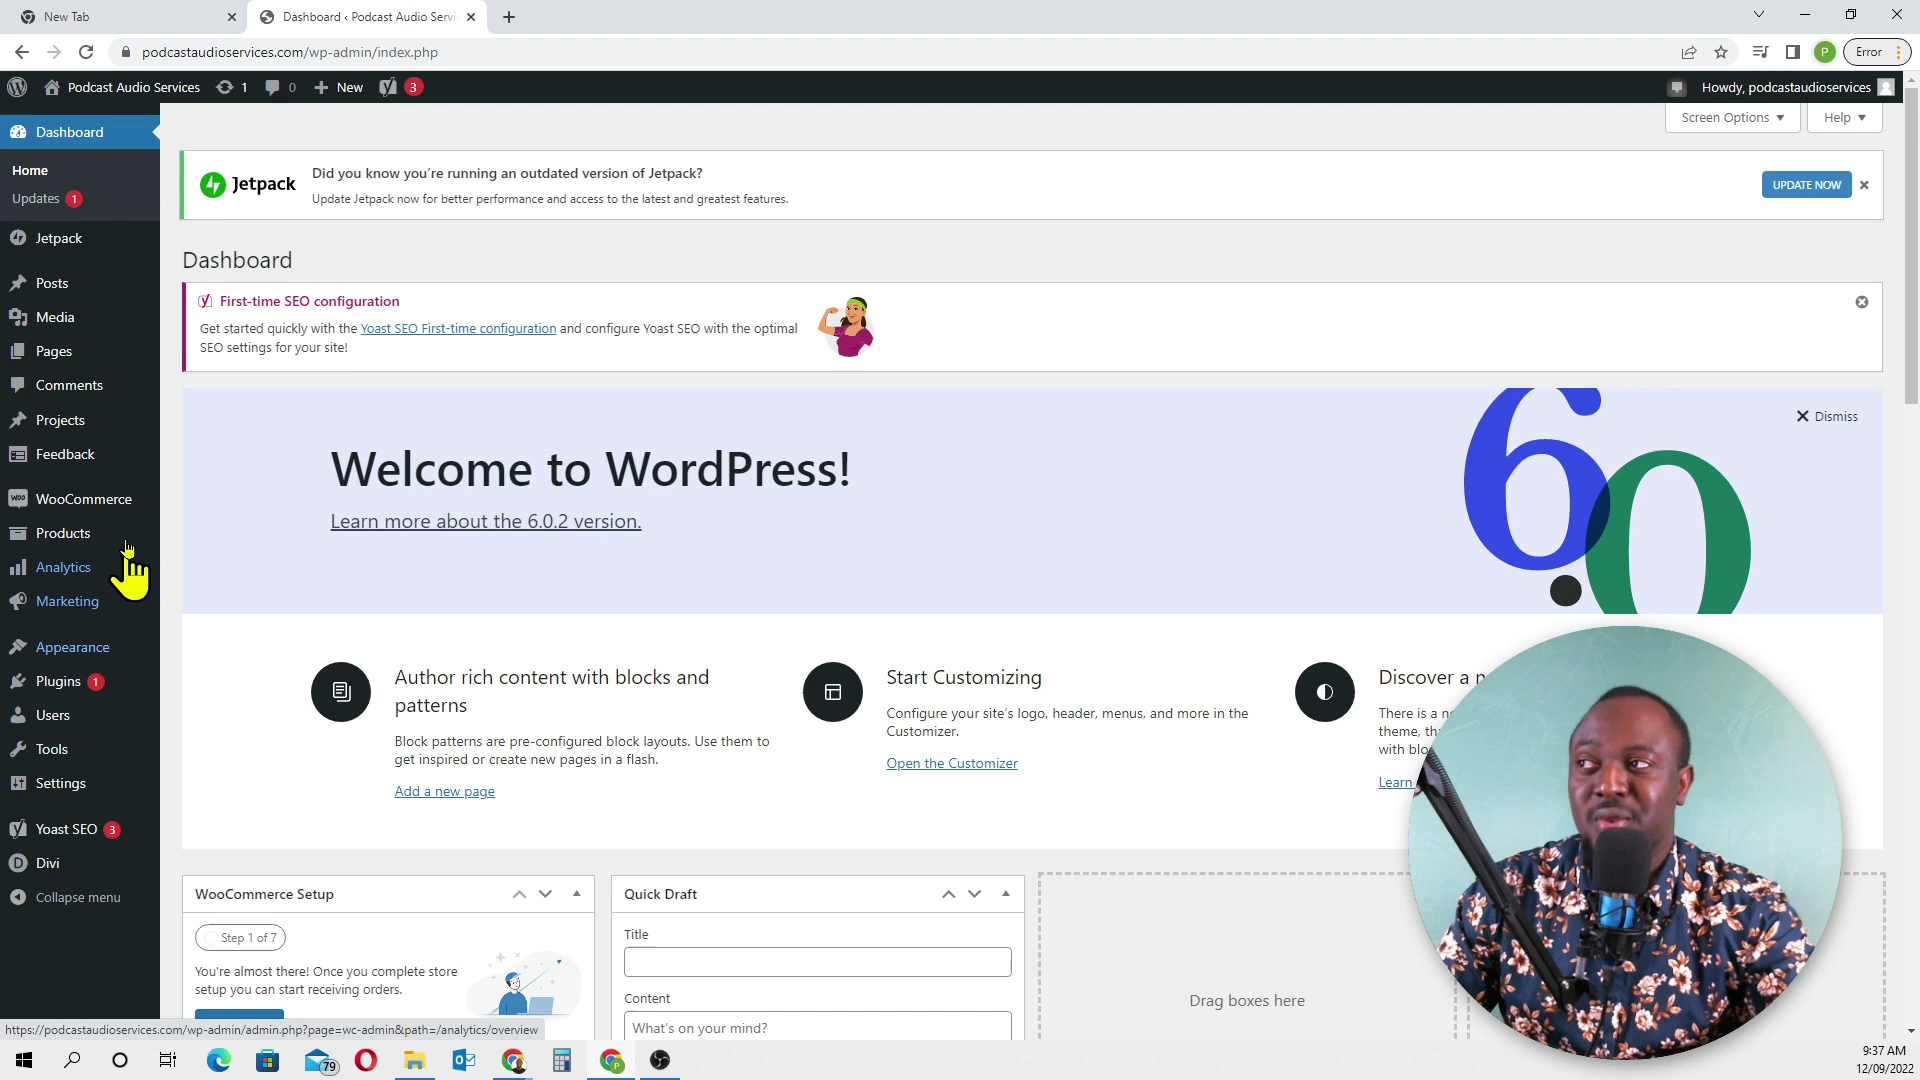 New Tab
Dashboard ‹ Podcast Audio Servi
podcastaudioservices.com/wp-admin/index.php
P
Error
Podcast Audio Services
1
0
New
3
Howdy, podcastaudioservices
Dashboard
Screen Options
Help
Home
Updates 1
Jetpack
Did you know you’re running an outdated version of Jetpack?
Update Jetpack now for better performance and access to the latest and greatest features.
UPDATE NOW
Jetpack
Posts
Media
Pages
Comments
Projects
Feedback
WooCommerce
Products
Analytics
Marketing
Appearance
Plugins 1
Users
Tools
Settings
Yoast SEO 3
Divi
Collapse menu
Dashboard
First-time SEO configuration
Get started quickly with the Yoast SEO First-time configuration and configure Yoast SEO with the optimal
SEO settings for your site!
Dismiss
6.0
Welcome to WordPress!
Learn more about the 6.0.2 version.
Author rich content with blocks and
patterns
Block patterns are pre-configured block layouts. Use them to
get inspired or create new pages in a flash.
Add a new page
Start Customizing
Configure your site’s logo, header, menus, and more in the
Customizer.
Open the Customizer
Discover a
There is a
theme,
with
Learn
WooCommerce Setup
Step 1 of 7
You're almost there! Once you complete store
setup you can start receiving orders.
Quick Draft
Title
Content
What’s on your mind?
Drag boxes here
https://podcastaudioservices.com/wp-admin/admin.php?page=wc-admin&path=/analytics/overview
79
9:37 AM
12/09/2022